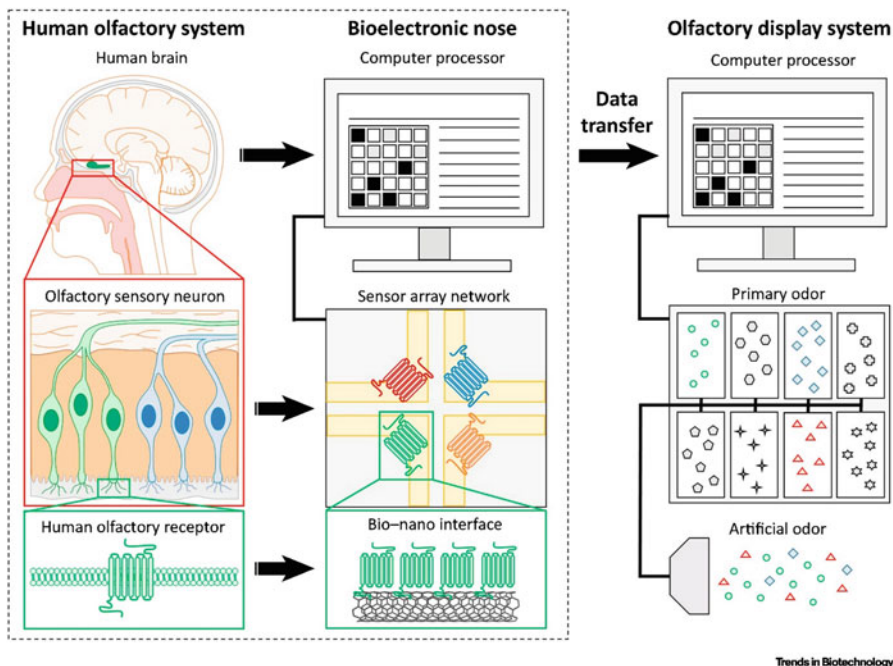 Human olfactory system
Bioelectronic nose
Olfactory display system
Human brain
Computer processor
Computer processor
Data
transfer
Olfactory sensory neuron
Sensor array network
Primary odor
Human olfactory receptor
Bio–nano interface
Artificial odor
Trends in Biotechnology